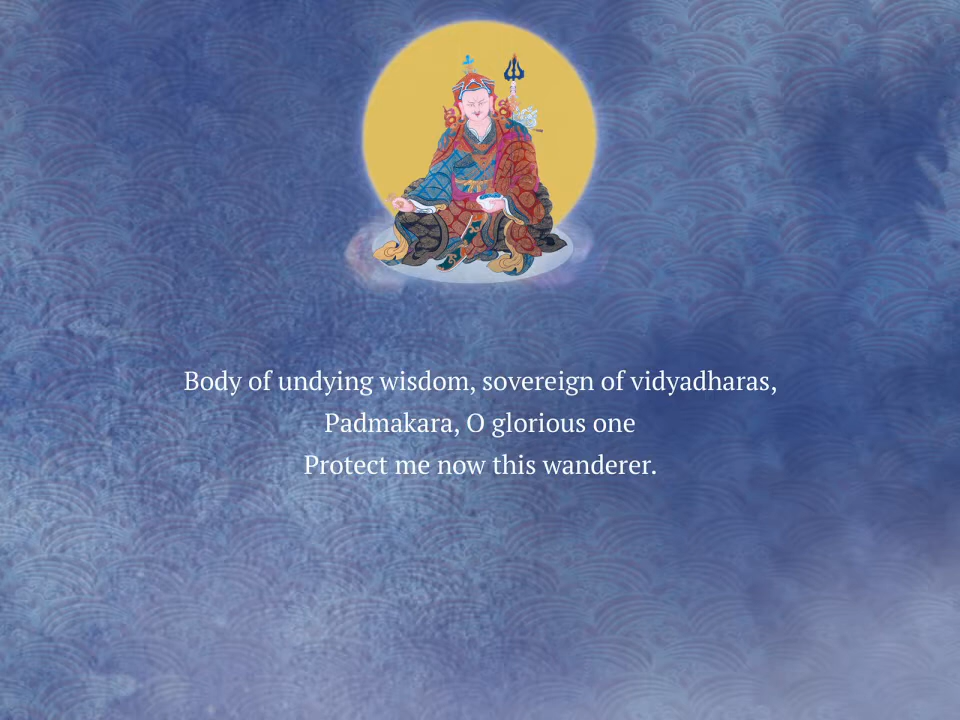 Body of undying wisdom, sovereign of vidyadharas,
Padmakara, O glorious one
Protect me now this wanderer.